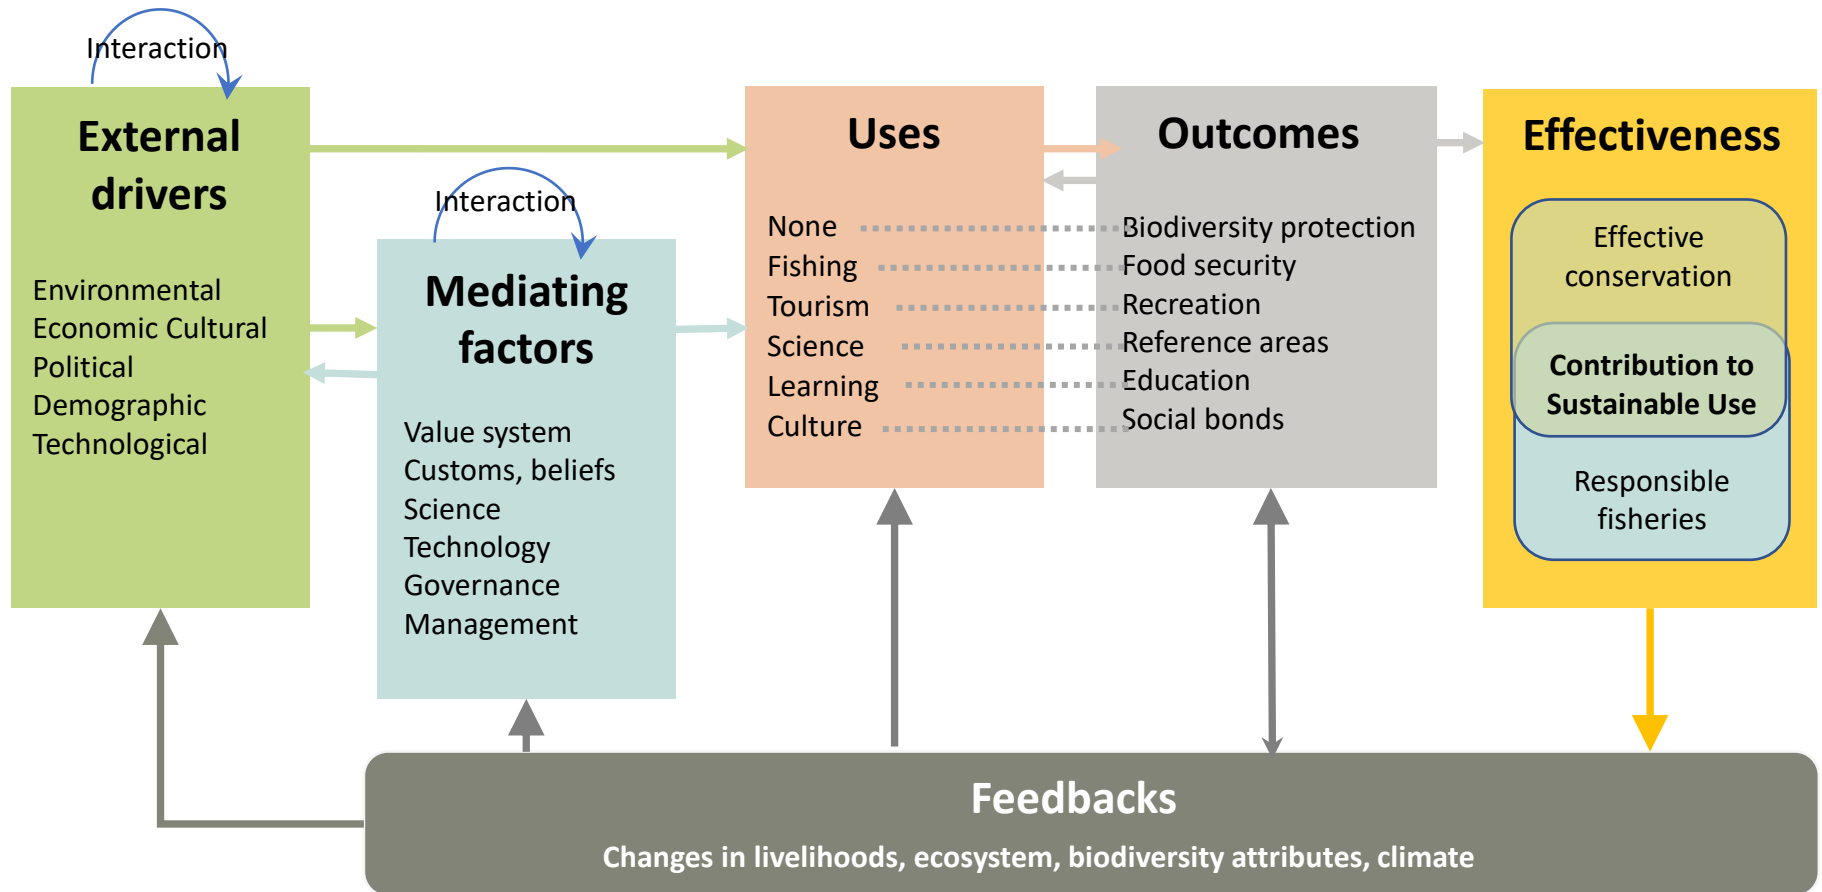 Interaction
External
drivers
Environmental
Economic Cultural
Political
Demographic
Technological
Interaction
Mediating
factors
Value system
Customs, beliefs
Science
Technology
Governance
Management
Uses
None
Fishing
Tourism
Science
Learning
Culture
Outcomes
Biodiversity protection
Food security
Recreation
Reference areas
Education
Social bonds
Effectiveness
Effective
conservation
Contribution to
Sustainable Use
Responsible
fisheries
Feedbacks
Changes in livelihoods, ecosystem, biodiversity attributes, climate